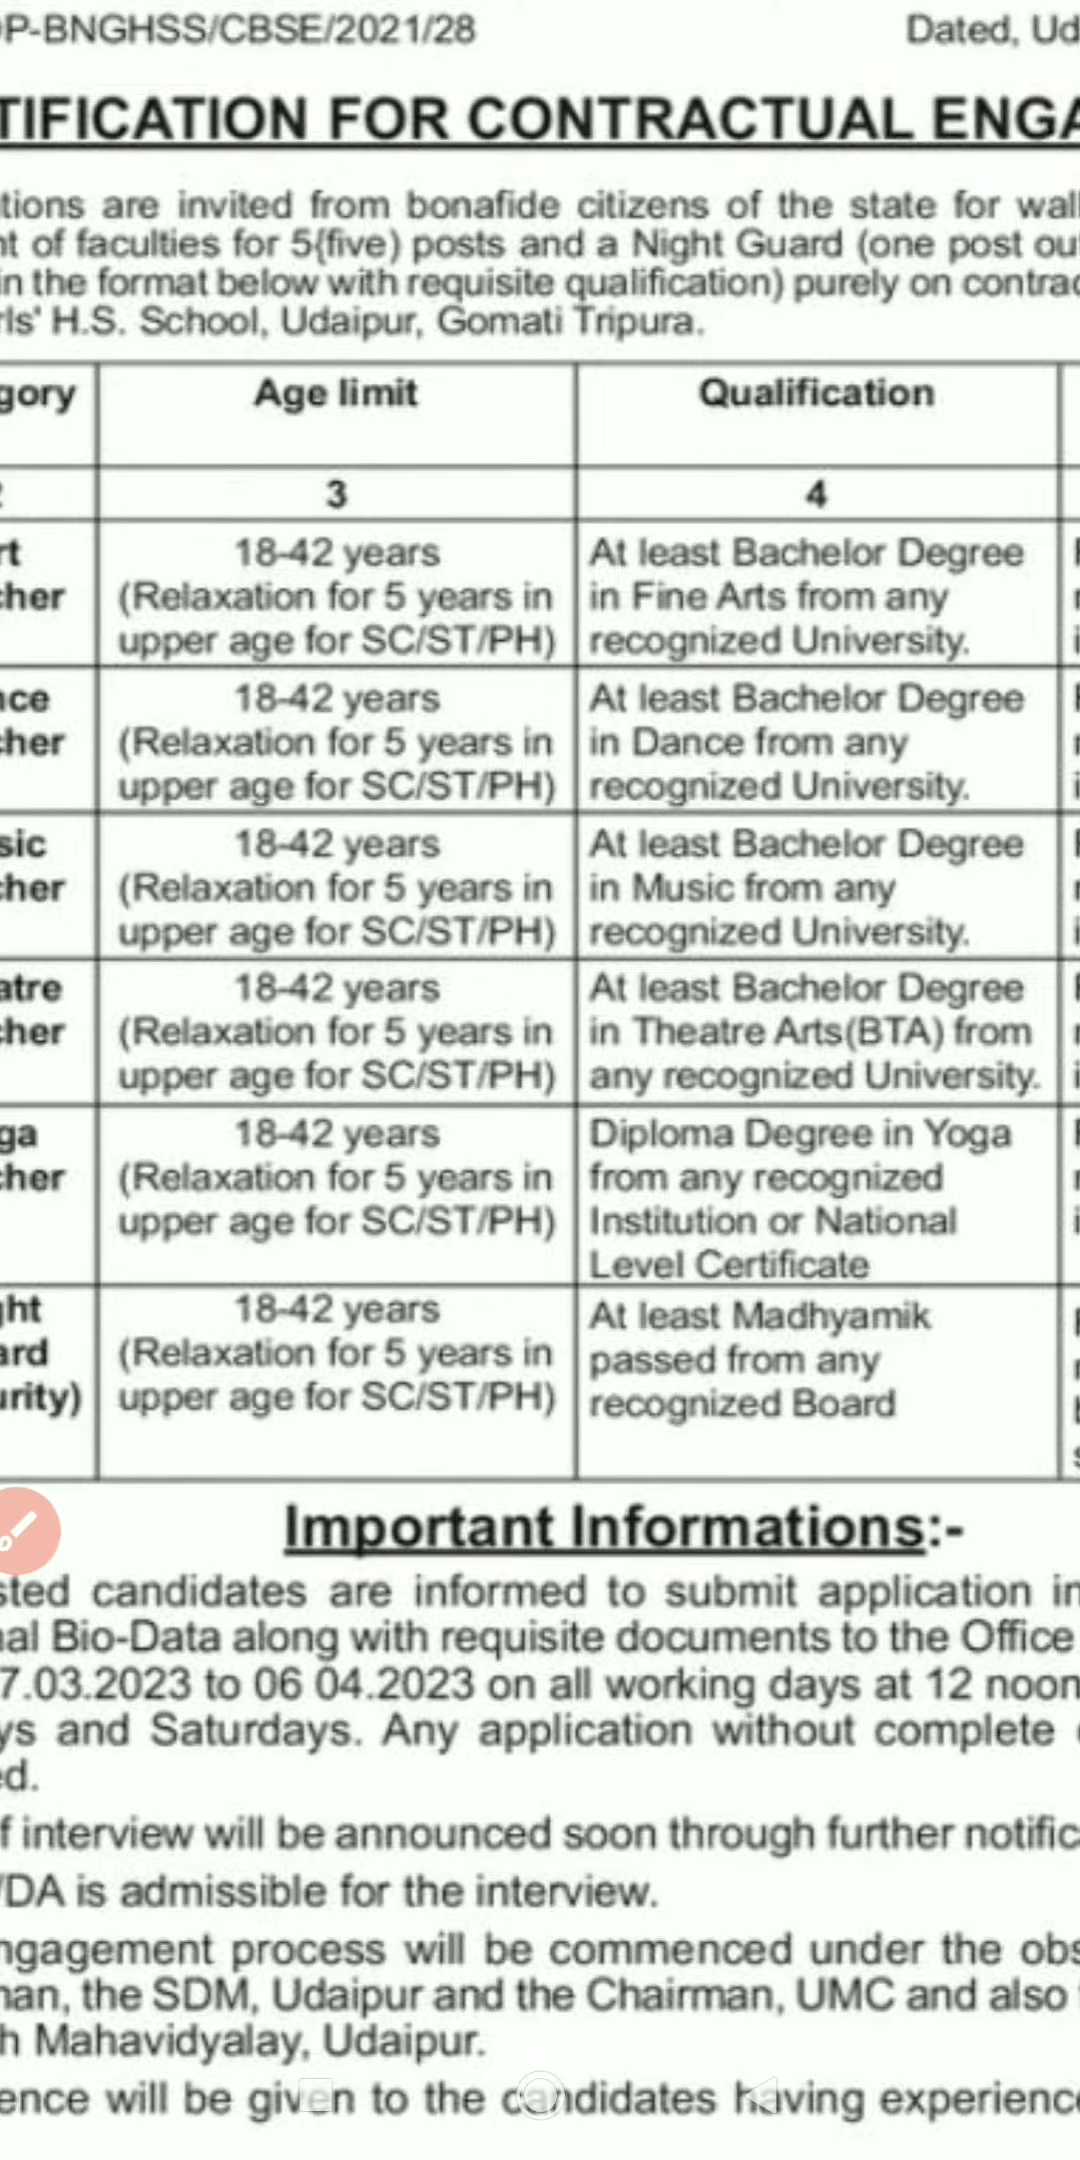 OP-BNGHSS/CBSE/2021/28 Dated, Ud
TIFICATION FOR CONTRACTUAL ENGA
tions are invited from bonafide citizens of the state for wal
nt of faculties for 5{five) posts and a Night Guard (one post ou
in the format below with requisite qualification) purely on contrac
rls' H.S. School, Udaipur, Gomati Tripura.
gory Age limit Qualification
3 4
rt 18-42 years At least Bachelor Degree
cher (Relaxation for 5 years in in Fine Arts from any
upper age for SC/ST/PH) recognized University.
nce 18-42 years At least Bachelor Degree
cher (Relaxation for 5 years in in Dance from any
upper age for SC/ST/PH) recognized University.
sic 18-42 years At least Bachelor Degree
cher (Relaxation for 5 years in in Music from any
upper age for SC/ST/PH) recognized University.
atre 18-42 years At least Bachelor Degree
cher (Relaxation for 5 years in in Theatre Arts(BTA) from
upper age for SC/ST/PH) any recognized University.
ga 18-42 years Diploma Degree in Yoga
cher (Relaxation for 5 years in from any recognized
upper age for SC/ST/PH) Institution or National
Level Certificate
ght 18-42 years At least Madhyamik
ard (Relaxation for 5 years in passed from any
urity) upper age for SC/ST/PH) recognized Board
Important Informations:-
sted candidates are informed to submit application in
nal Bio-Data along with requisite documents to the Office
7.03.2023 to 06 04.2023 on all working days at 12 noon
ys and Saturdays. Any application without complete
ed.
f interview will be announced soon through further notific
/DA is admissible for the interview.
ngagement process will be commenced under the obs
man, the SDM, Udaipur and the Chairman, UMC and also
h Mahavidyalay, Udaipur.
ence will be given to the candidates having experienc